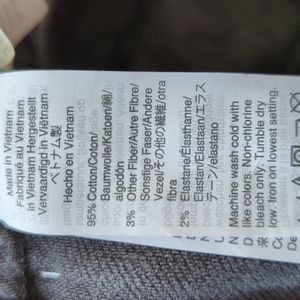 Made in Vietnam
Fabriqué au Vietnam
in Vietnam Hergestellt
Vervaardigd in Vietnam
ベトナム製
Hecho en Vietnam
95% Cotton/Coton/
Baumwolle/Katoen/綿/
algodón
3% Other Fiber/Autre Fibre/
Sonstige Faser/Andere
Vezel/その他の繊維/otra
fibra
2% Elastane/Élasthanne/
Elastan/Elastaan/エラス
テーン/elastano
N Machine wash cold with
D like colors. Non-chlorine
来 bleach only. Tumble dry
low. Iron on lowest setting.